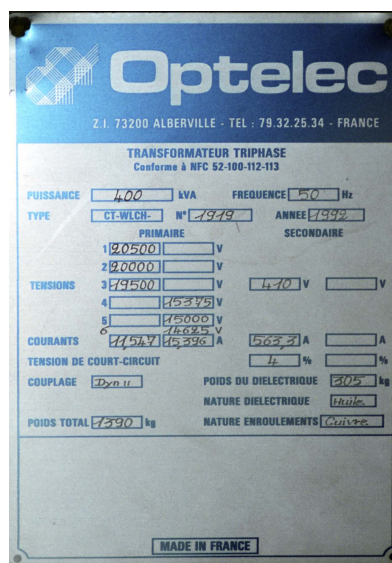 Optelec
Z.I. 73200 ALBERVILLE - TEL : 79.32.25.34 - FRANCE
TRANSFORMATEUR TRIPHASE
Conforme à NFC 52-100-112-113
PUISSANCE 400 kVA FREQUENCE 50 Hz
TYPE CT-WLCH- N° 1919 ANNEE 1992
PRIMAIRE SECONDAIRE
1 20500 V
2 20000 V
TENSIONS 3 19500 V 410 V V
4 15375 V
5 15000 V
6 14625 V
COURANTS 11,547 15,396 A 563,3 A A
TENSION DE COURT-CIRCUIT 4 % %
COUPLAGE Dyn 11 POIDS DU DIELECTRIQUE 305 kg
NATURE DIELECTRIQUE Huile
POIDS TOTAL 1390 kg NATURE ENROULEMENTS Cuivre
MADE IN FRANCE